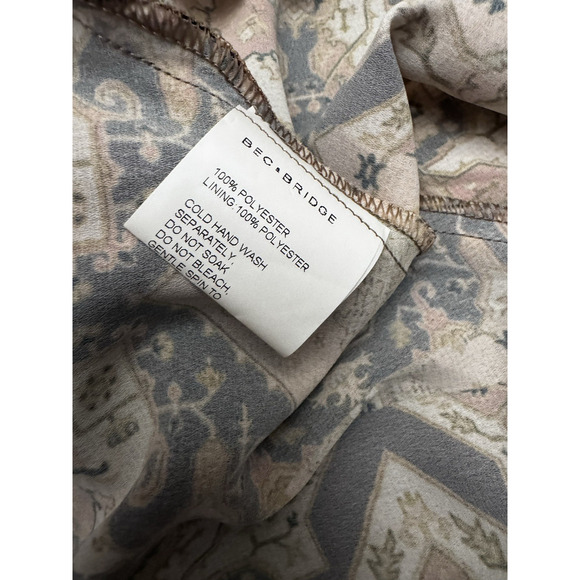 BEC & BRIDGE
100% POLYESTER
LINING:100% POLYESTER
COLD HAND WASH
SEPARATELY.
DO NOT SOAK
DO NOT BLEACH.
GENTLE SPIN TO